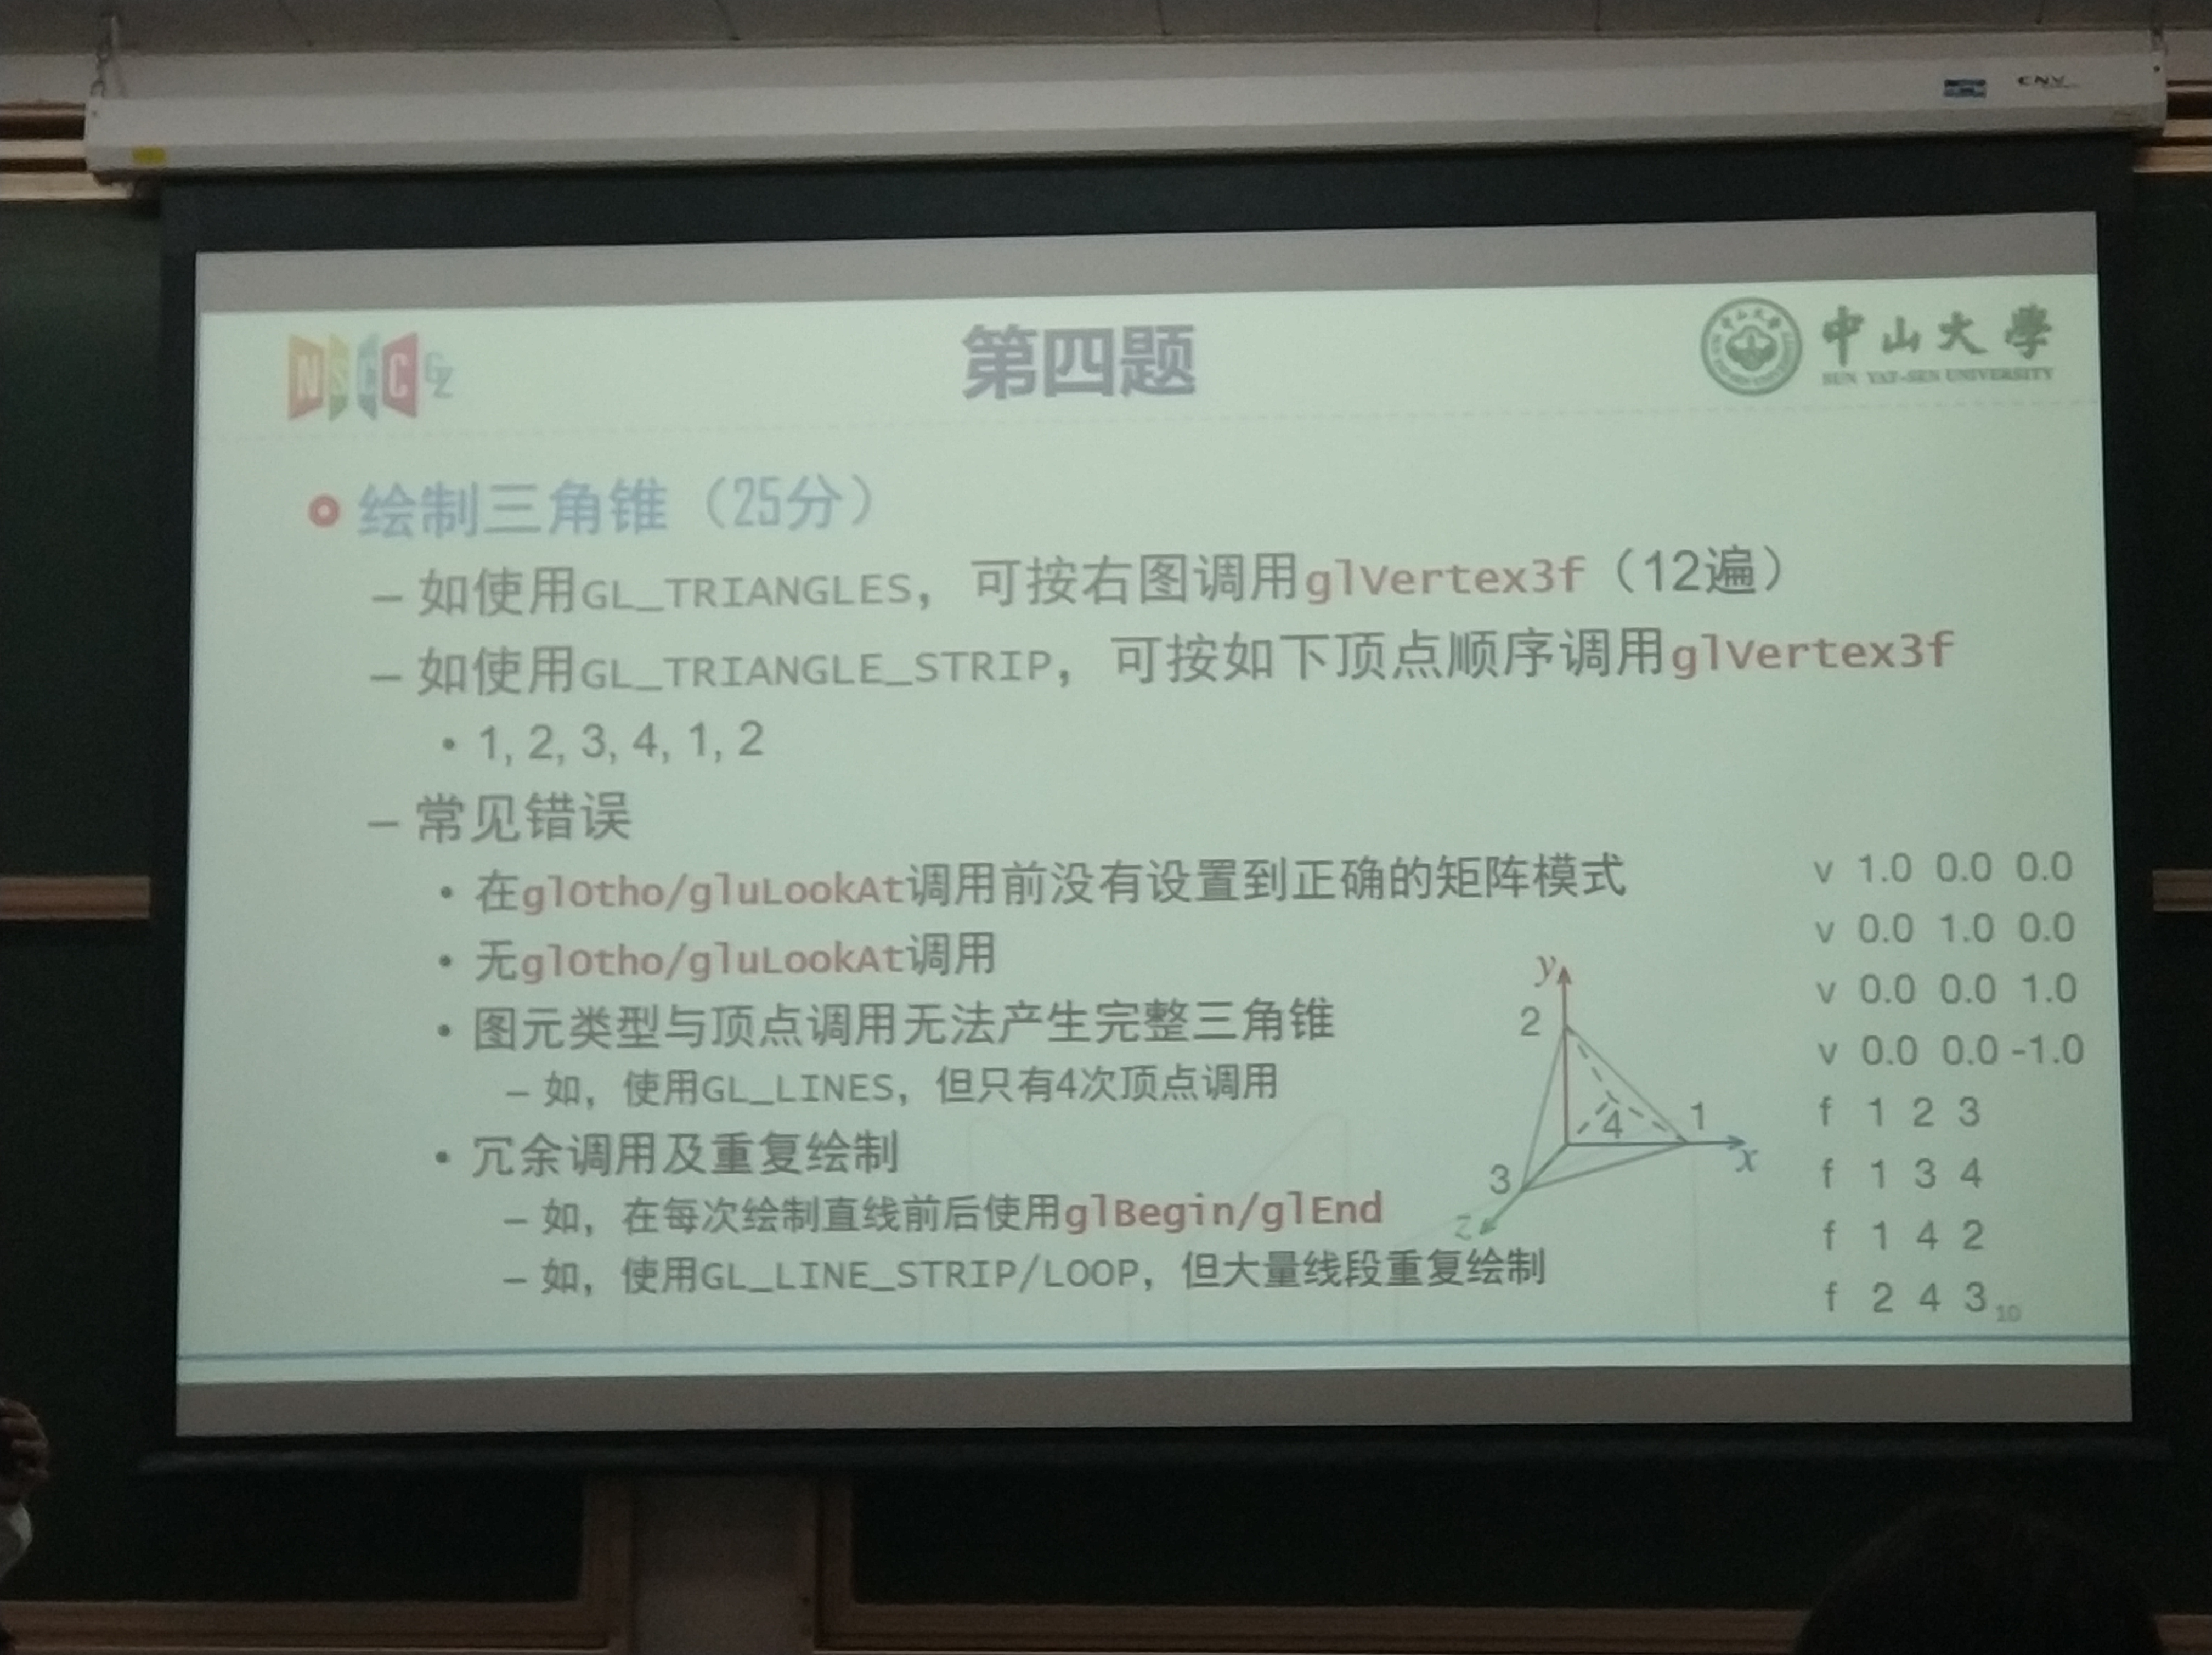 NSCC GZ
第四题
中山大學
SUN YAT-SEN UNIVERSITY
绘制三角锥（25分）
– 如使用GL_TRIANGLES，可按右图调用glVertex3f（12遍）
– 如使用GL_TRIANGLE_STRIP，可按如下顶点顺序调用glVertex3f
• 1, 2, 3, 4, 1, 2
– 常见错误
• 在glOtho/gluLookAt调用前没有设置到正确的矩阵模式
• 无glOtho/gluLookAt调用
• 图元类型与顶点调用无法产生完整三角锥
– 如，使用GL_LINES，但只有4次顶点调用
• 冗余调用及重复绘制
– 如，在每次绘制直线前后使用glBegin/glEnd
– 如，使用GL_LINE_STRIP/LOOP，但大量线段重复绘制
y
2
4
1
x
3
z
v 1.0 0.0 0.0
v 0.0 1.0 0.0
v 0.0 0.0 1.0
v 0.0 0.0 -1.0
f 1 2 3
f 1 3 4
f 1 4 2
f 2 4 3
10